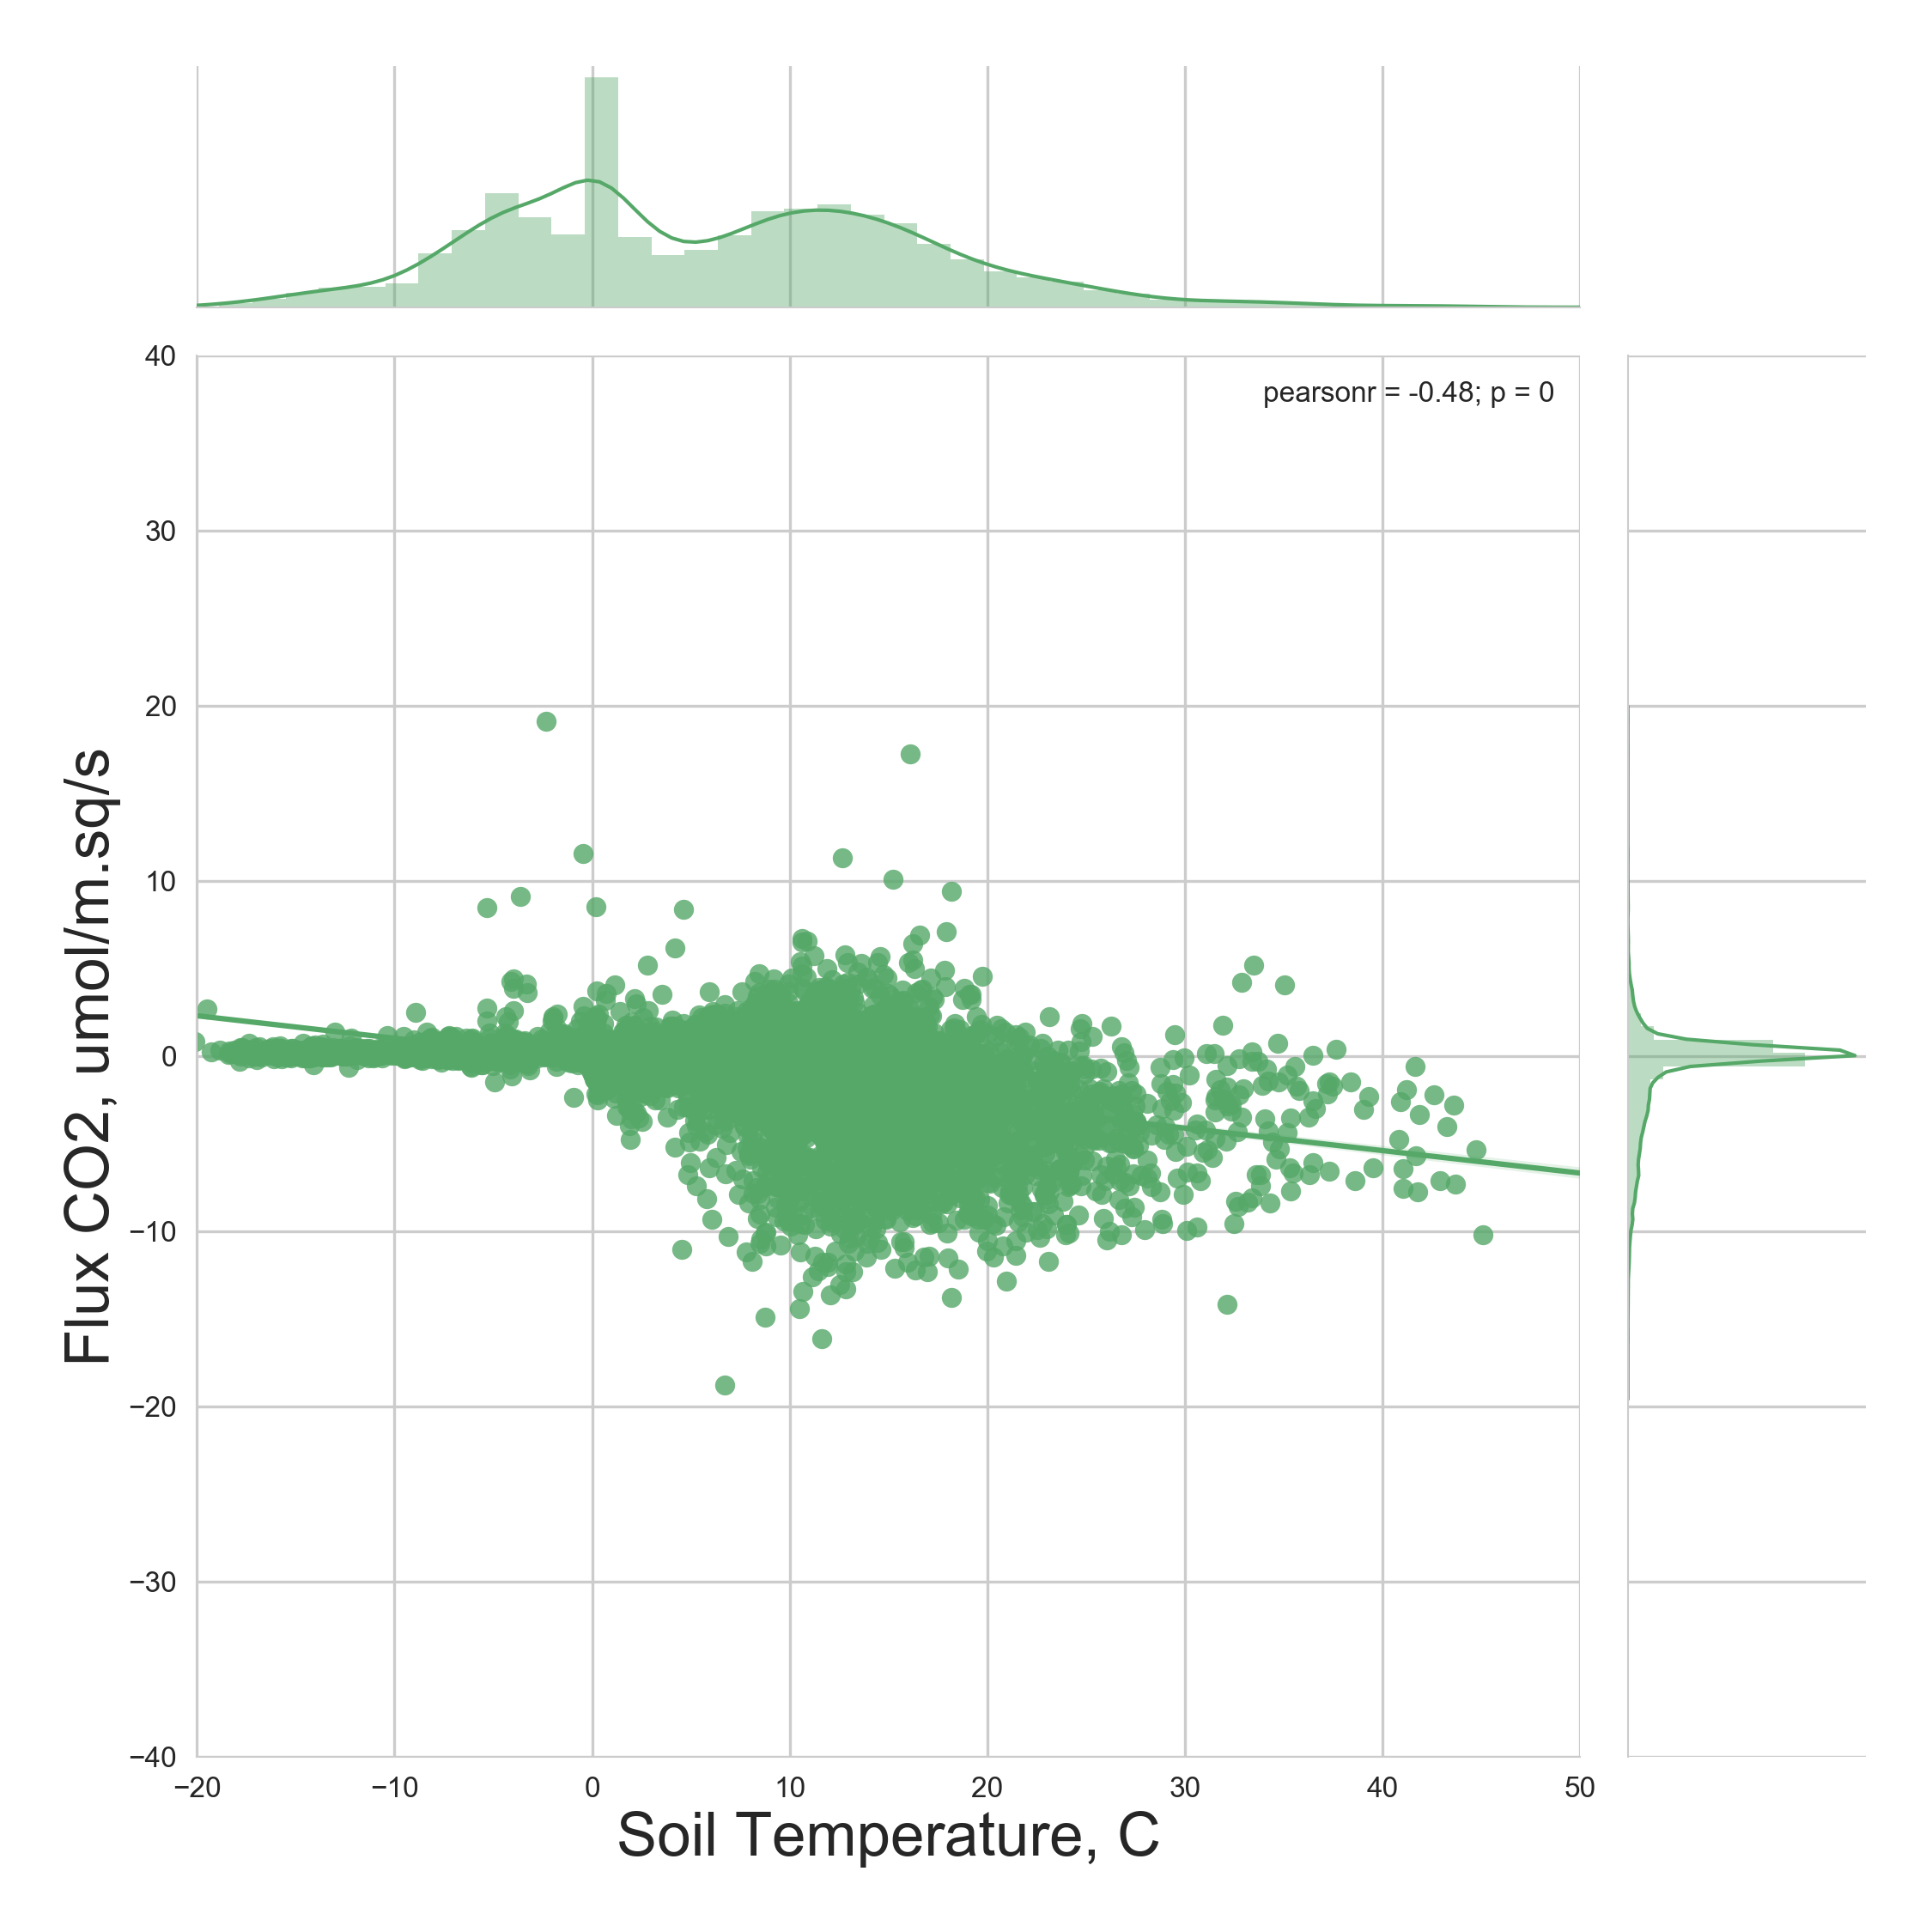 40
pearsonr = -0.48; p = 0
30
20
10
0
−10
−20
−30
−40
Flux CO2, umol/m.sq/s
−20 −10 0 10 20 30 40 50
Soil Temperature, C